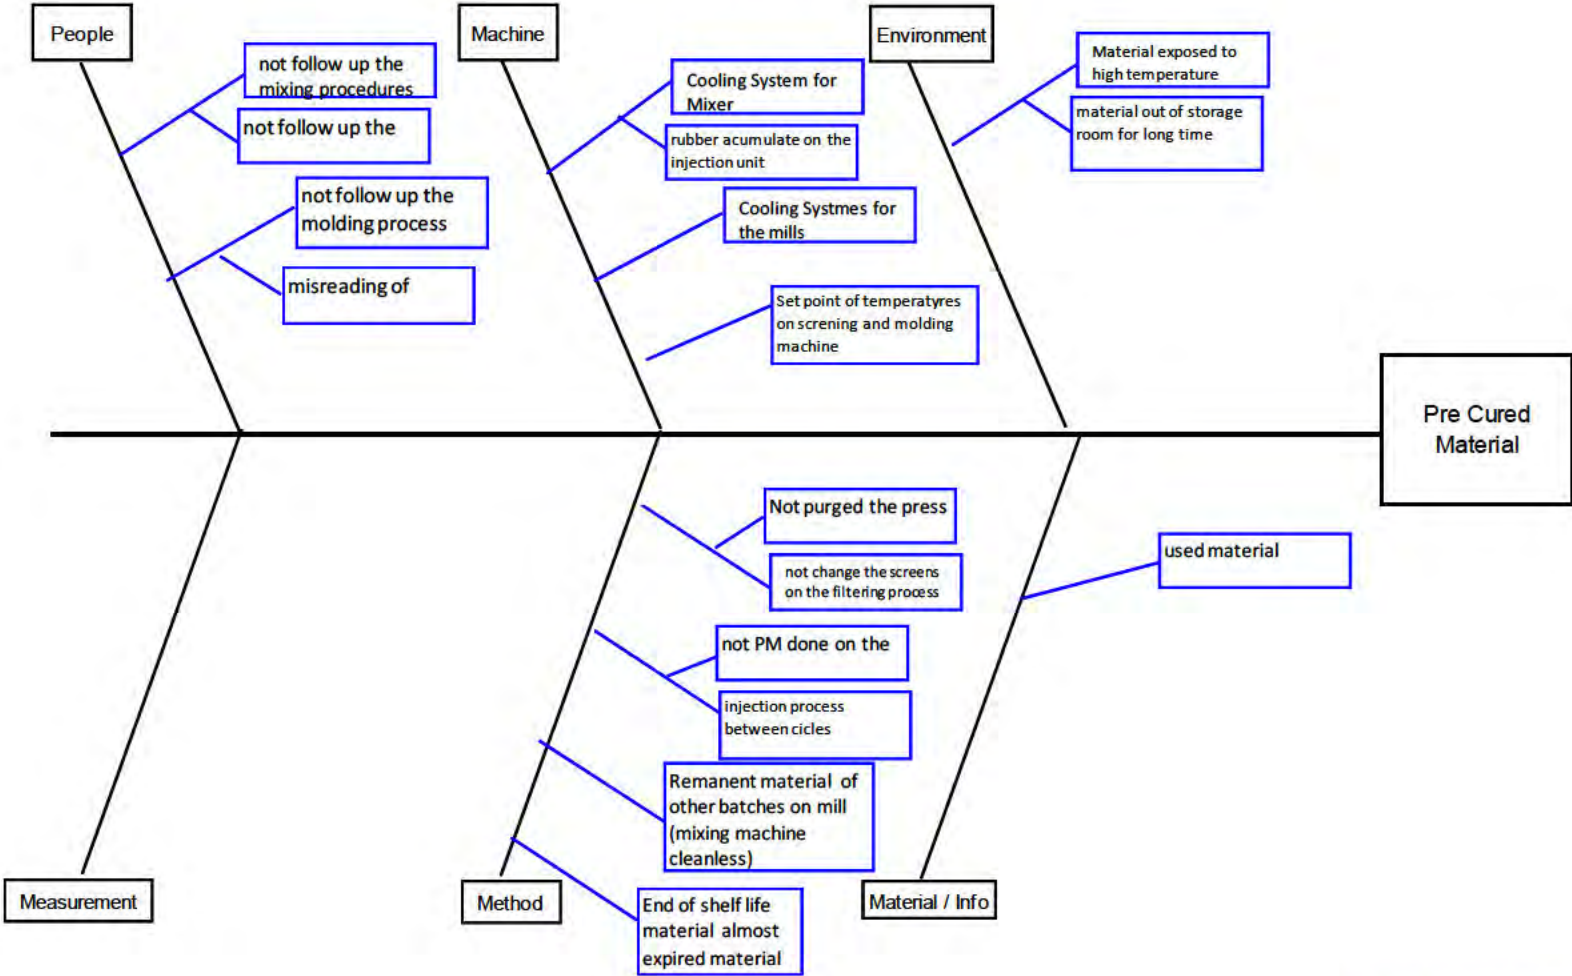 People
not follow up the
mixing procedures
not follow up the
not follow up the
molding process
misreading of
Machine
Cooling System for
Mixer
rubber acumulate on the
injection unit
Cooling Systmes for
the mills
Set point of temperatyres
on screning and molding
machine
Environment
Material exposed to
high temperature
material out of storage
room for long time
Pre Cured
Material
Measurement
Method
Not purged the press
not change the screens
on the filtering process
not PM done on the
injection process
between cicles
Remanent material of
other batches on mill
(mixing machine
cleanless)
End of shelf life
material almost
expired material
Material / Info
used material